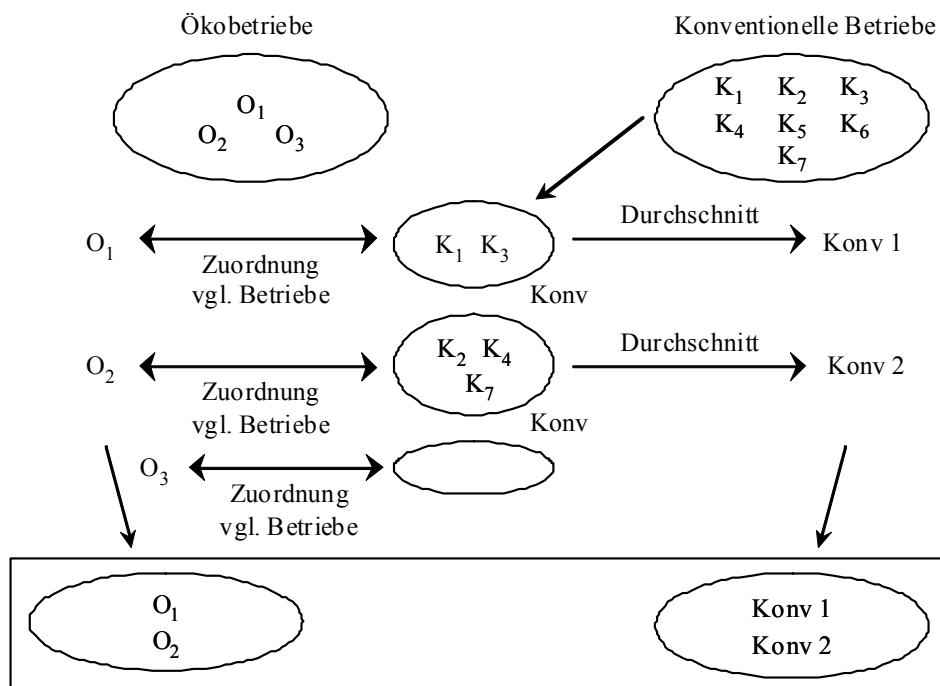 Ökobetriebe Konventionelle Betriebe
O₁
O₂ O₃
K₁ K₂ K₃
K₄ K₅ K₆
K₇
O₁ Zuordnung
vgl. Betriebe
K₁ K₃
Konv
Durchschnitt
Konv 1
O₂ Zuordnung
vgl. Betriebe
K₂ K₄
K₇
Konv
Durchschnitt
Konv 2
O₃ Zuordnung
vgl. Betriebe
O₁
O₂
Konv 1
Konv 2